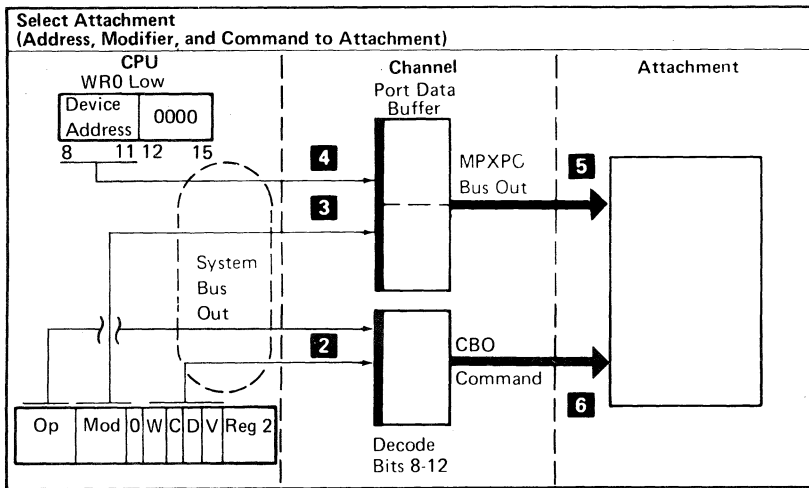 Select Attachment
(Address, Modifier, and Command to Attachment)
CPU
WR0 Low
Device
Address
0000
8 11 12 15
Channel
Port Data
Buffer
Attachment
4
3
MPXPC
Bus Out
5
System
Bus
Out
2
CBO
Command
6
Op Mod 0 W C D V Reg 2
Decode
Bits 8-12